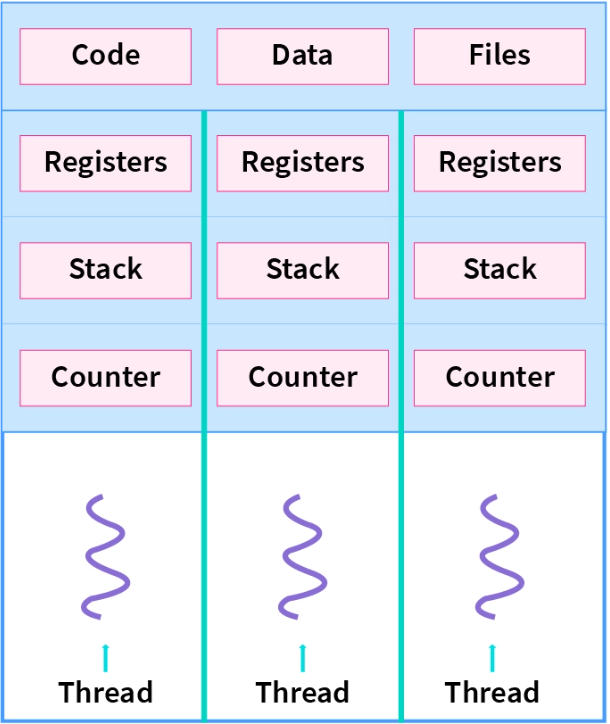 Code Data Files
Registers Registers Registers
Stack Stack Stack
Counter Counter Counter
Thread Thread Thread